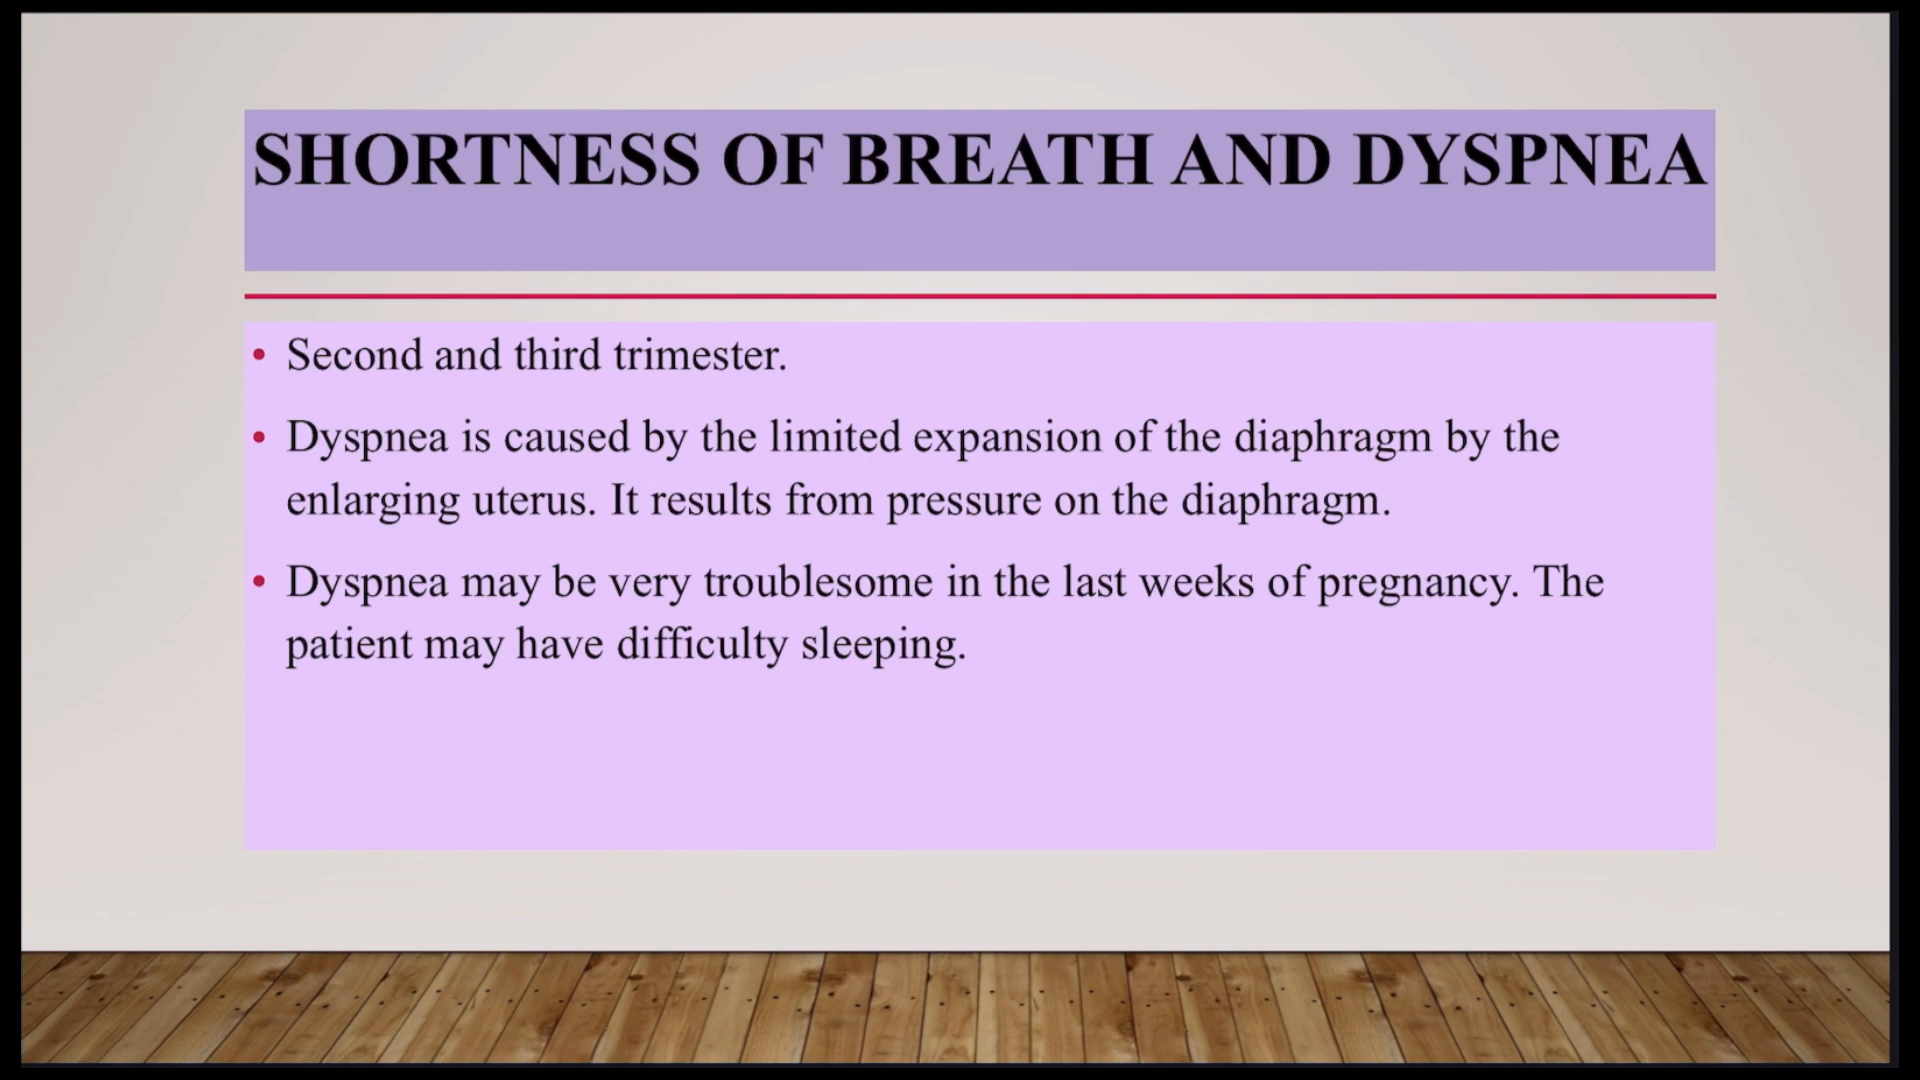 SHORTNESS OF BREATH AND DYSPNEA
• Second and third trimester.
• Dyspnea is caused by the limited expansion of the diaphragm by the
enlarging uterus. It results from pressure on the diaphragm.
• Dyspnea may be very troublesome in the last weeks of pregnancy. The
patient may have difficulty sleeping.